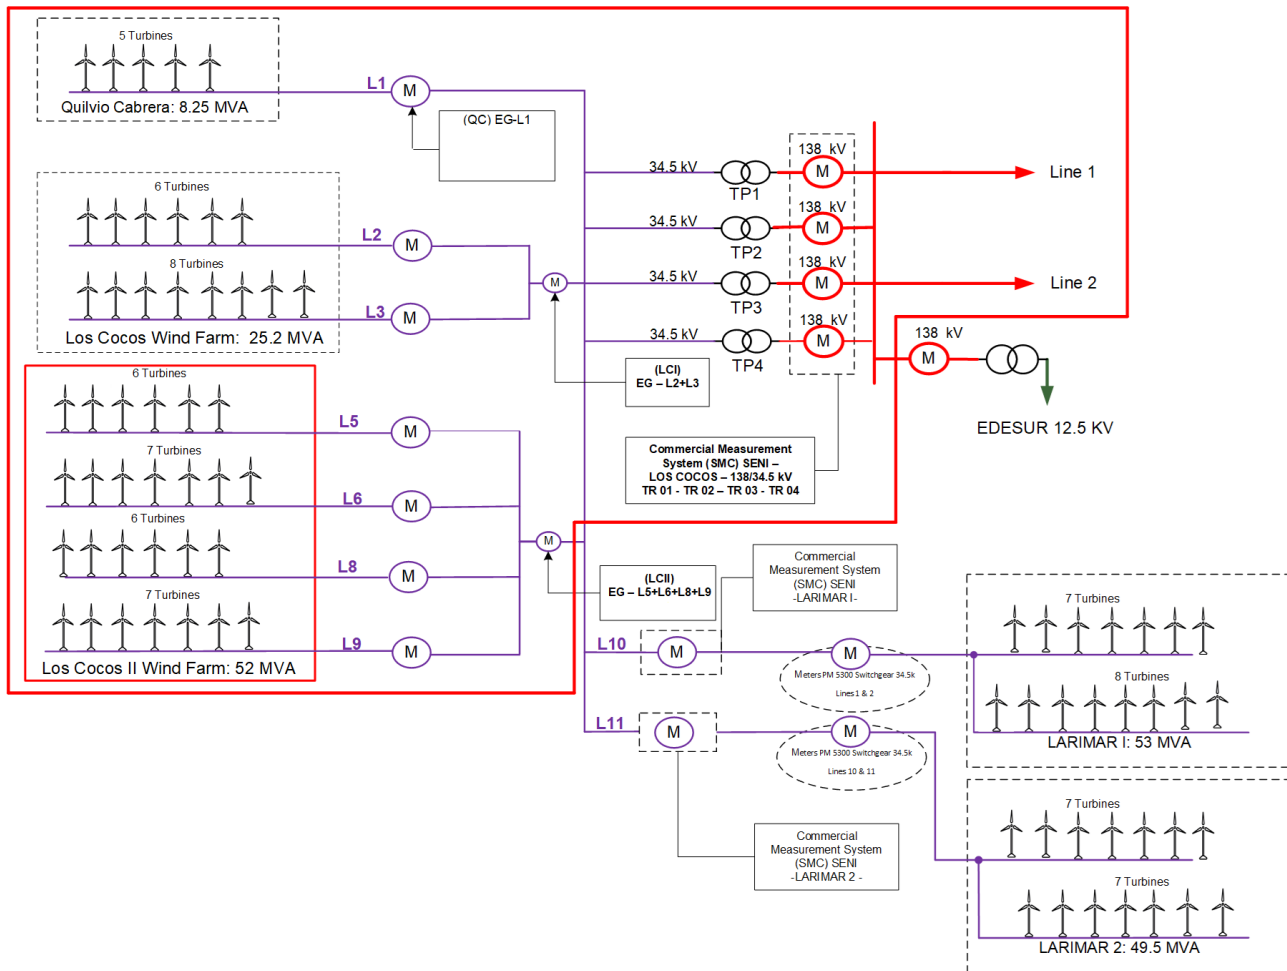 5 Turbines
L1
M
Quilvio Cabrera: 8.25 MVA
(QC) EG-L1
138 kV
34.5 kV
M
Line 1
TP1
6 Turbines
138 kV
34.5 kV
M
L2
M
TP2
8 Turbines
138 kV
34.5 kV
M
M
Line 2
TP3
L3
M
Los Cocos Wind Farm: 25.2 MVA
138 kV
34.5 kV
M
138 kV
M
TP4
(LCI)
EG – L2+L3
6 Turbines
L5
M
EDESUR 12.5 KV
7 Turbines
Commercial Measurement
System (SMC) SENI –
LOS COCOS – 138/34.5 kV
TR 01 - TR 02 – TR 03 - TR 04
L6
M
6 Turbines
M
L8
M
(LCII)
EG – L5+L6+L8+L9
Commercial
Measurement System
(SMC) SENI
-LARIMAR I-
7 Turbines
L9
M
Los Cocos II Wind Farm: 52 MVA
L10
M
M
Meters PM 5300 Switchgear 34.5k
Lines 1 & 2
7 Turbines
8 Turbines
LARIMAR I: 53 MVA
L11
M
M
Meters PM 5300 Switchgear 34.5k
Lines 10 & 11
7 Turbines
Commercial
Measurement System
(SMC) SENI
-LARIMAR 2 -
7 Turbines
LARIMAR 2: 49.5 MVA